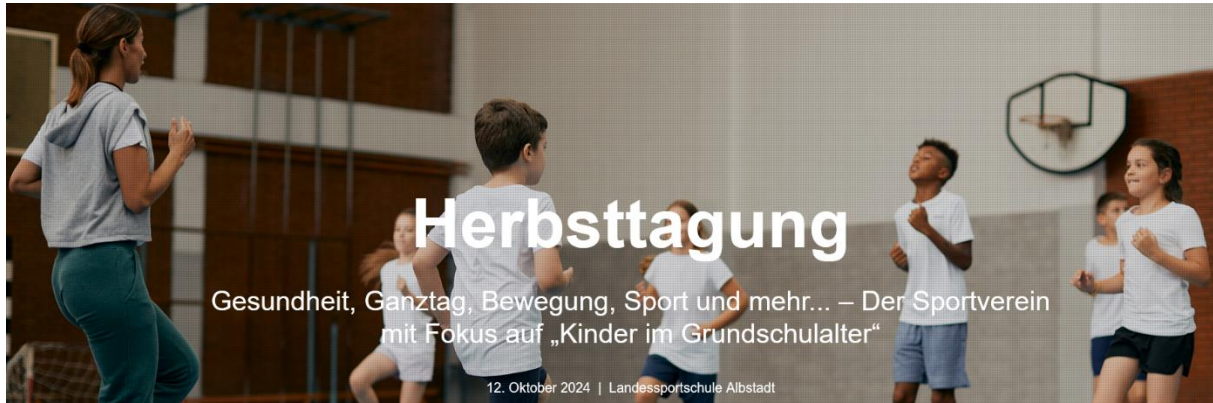 Herbsttagung
Gesundheit, Ganztag, Bewegung, Sport und mehr... – Der Sportverein
mit Fokus auf „Kinder im Grundschulalter“
12. Oktober 2024 | Landessportschule Albstadt